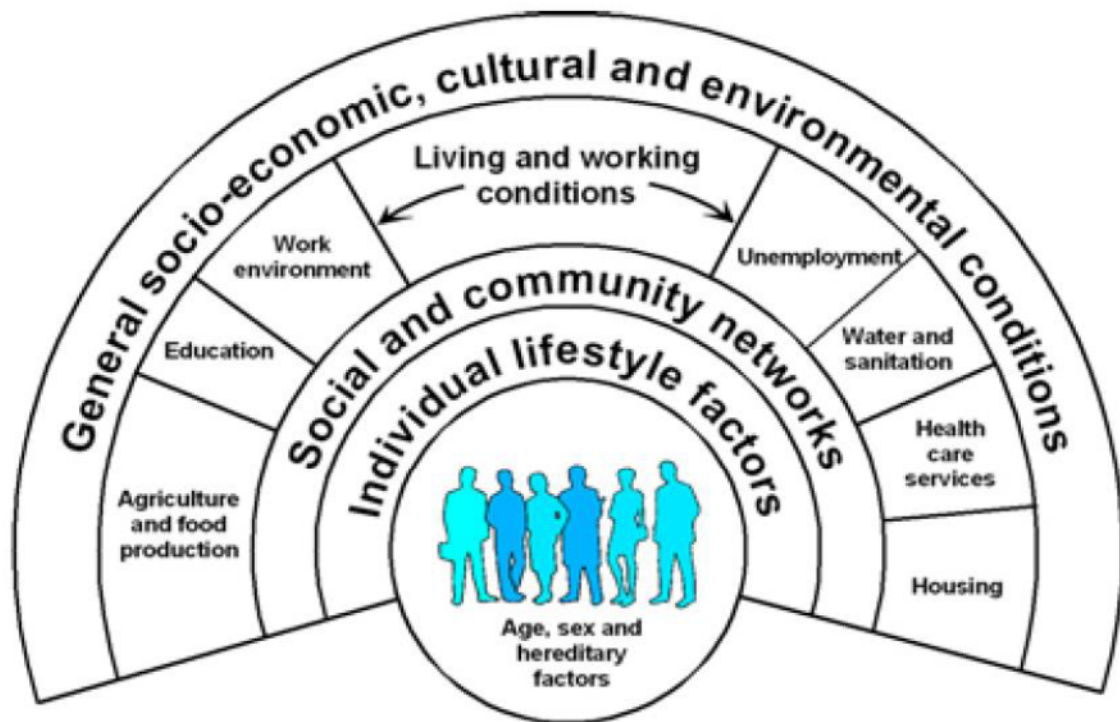 General socio-economic, cultural and environmental conditions
Living and working
conditions
Work
environment
Unemployment
Education
Water and
sanitation
Agriculture
and food
production
Health
care
services
Housing
Social and community networks
Individual lifestyle factors
Age, sex and
hereditary
factors